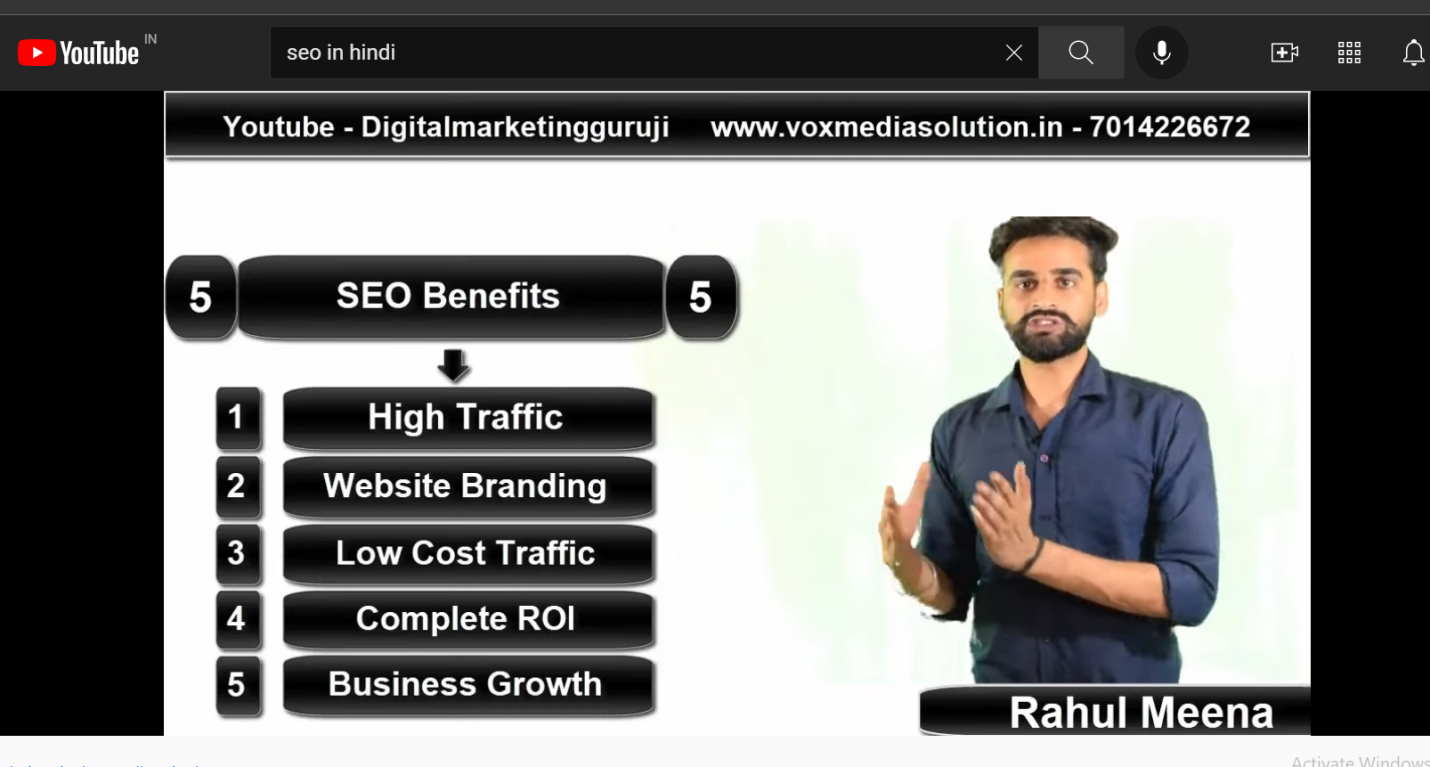 YouTube IN
seo in hindi
Youtube - Digitalmarketingguruji www.voxmediasolution.in - 7014226672
5 SEO Benefits 5
1 High Traffic
2 Website Branding
3 Low Cost Traffic
4 Complete ROI
5 Business Growth
Rahul Meena
Activate Windows